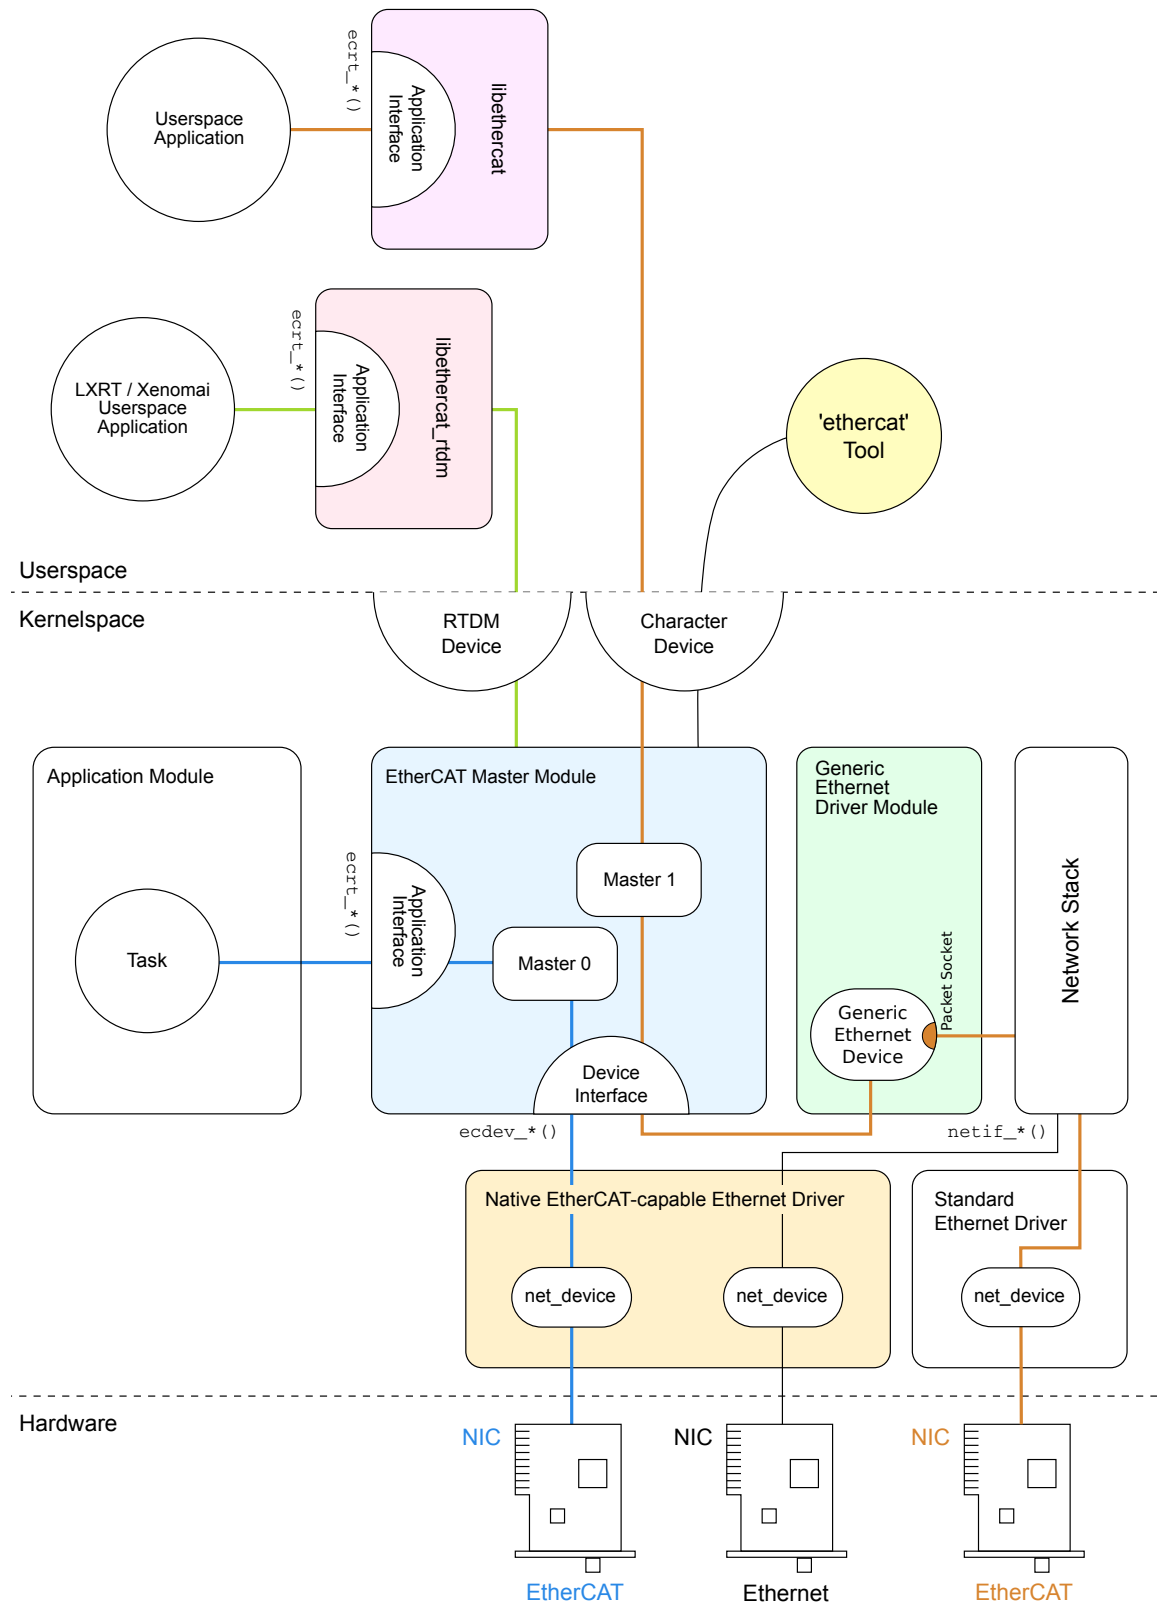 Userspace
Application
ecrt_*()
Application
Interface
libethercat
LXRT / Xenomai
Userspace
Application
ecrt_*()
Application
Interface
libethercat_rtdm
'ethercat'
Tool
Userspace
Kernelspace
RTDM
Device
Character
Device
Application Module
Task
EtherCAT Master Module
ecrt_*()
Application
Interface
Master 1
Master 0
Device
Interface
Generic
Ethernet
Driver Module
Generic
Ethernet
Device
Packet Socket
Network Stack
ecdev_*()
netif_*()
Native EtherCAT-capable Ethernet Driver
net_device
net_device
Standard
Ethernet Driver
net_device
Hardware
NIC
NIC
NIC
EtherCAT
Ethernet
EtherCAT